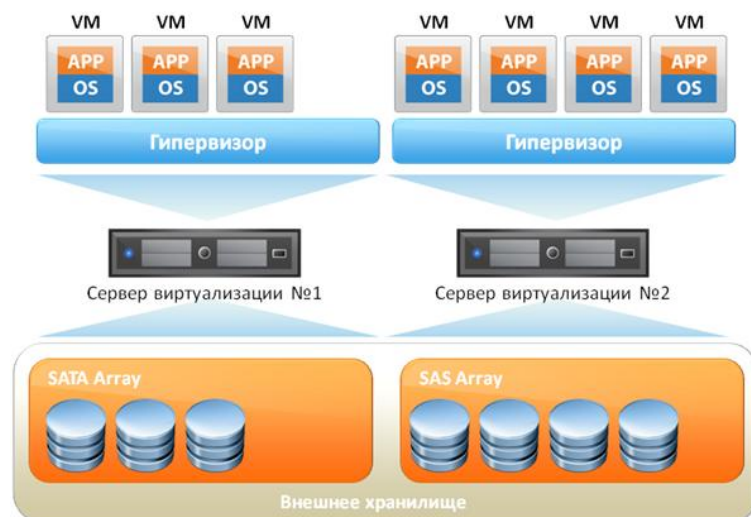 VM VM VM VM VM VM VM
APP APP APP APP APP APP APP
OS OS OS OS OS OS OS
Гипервизор Гипервизор
Сервер виртуализации №1 Сервер виртуализации №2
SATA Array SAS Array
Внешнее хранилище